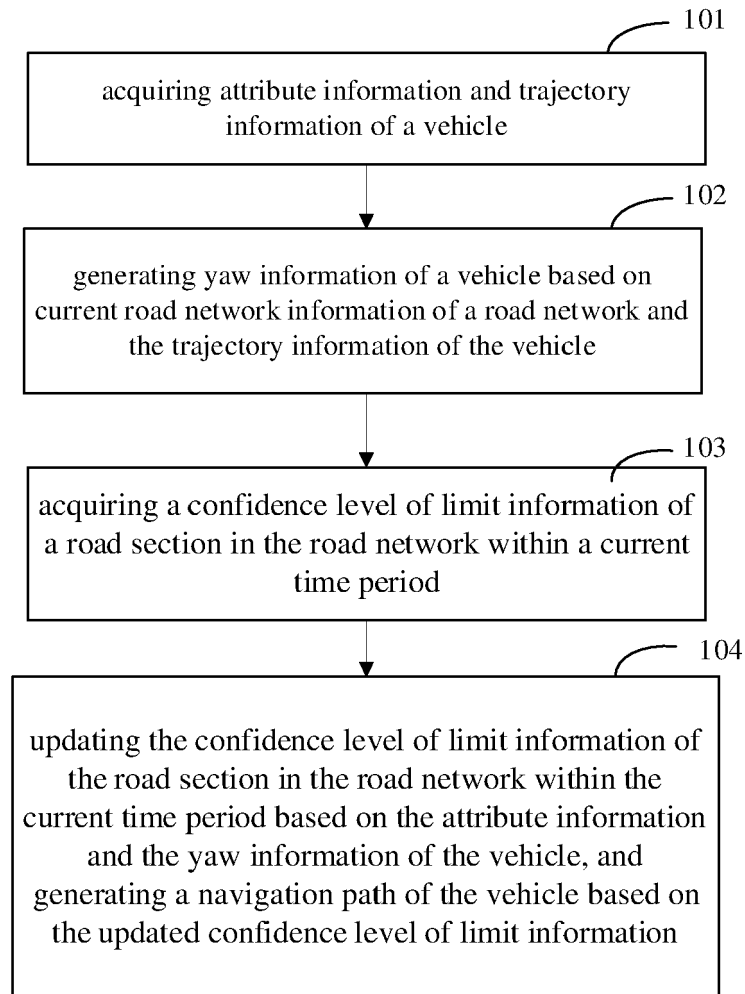 101
acquiring attribute information and trajectory
information of a vehicle
102
generating yaw information of a vehicle based on
current road network information of a road network and
the trajectory information of the vehicle
103
acquiring a confidence level of limit information of
a road section in the road network within a current
time period
104
updating the confidence level of limit information of
the road section in the road network within the
current time period based on the attribute information
and the yaw information of the vehicle, and
generating a navigation path of the vehicle based on
the updated confidence level of limit information